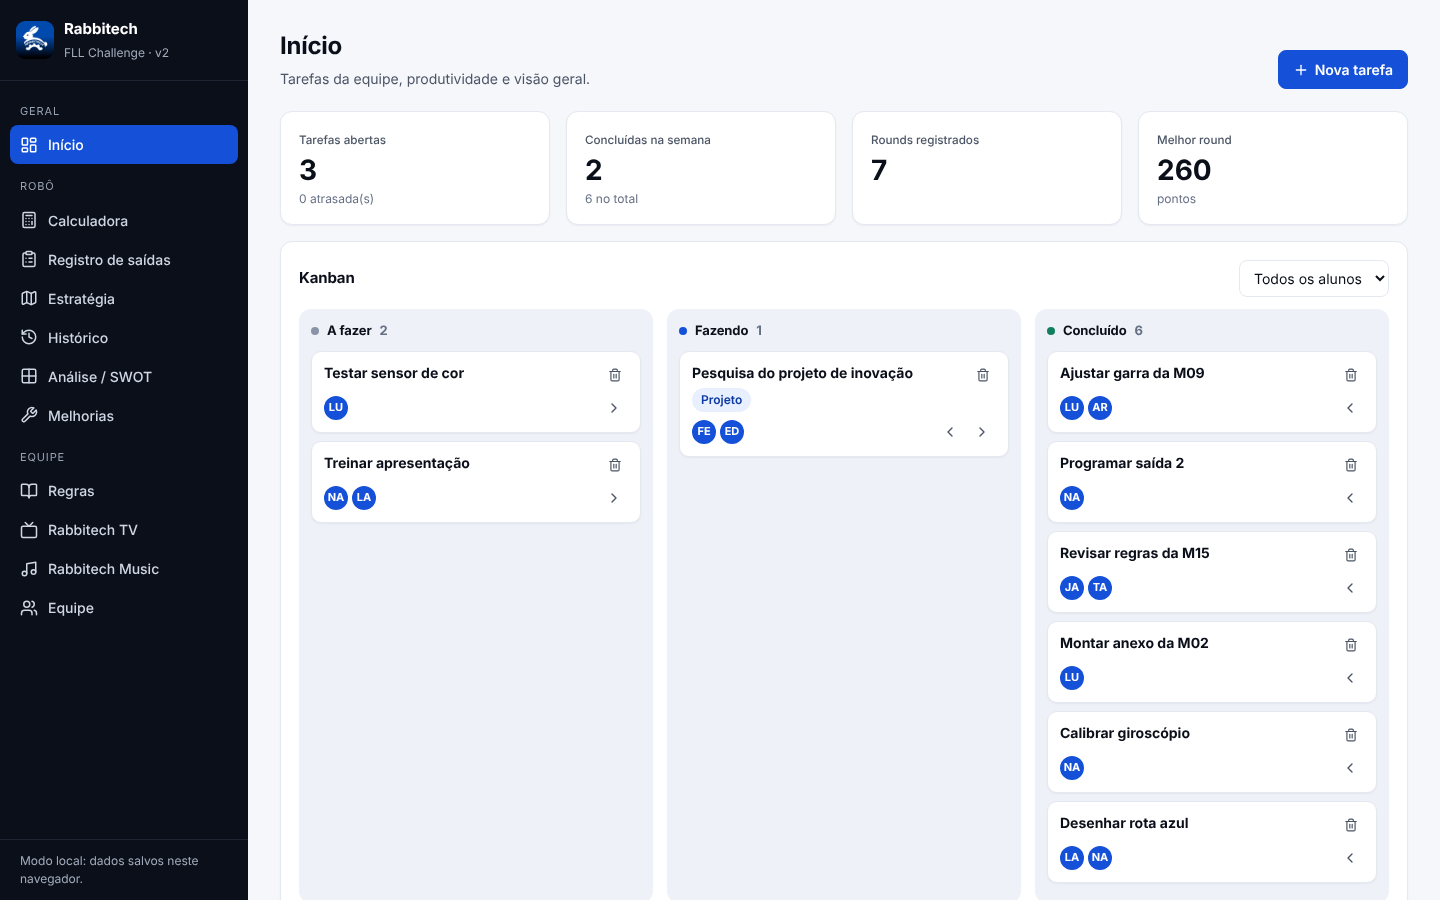 Rabbitech
FLL Challenge · v2
GERAL
Início
ROBÔ
Calculadora
Registro de saídas
Estratégia
Histórico
Análise / SWOT
Melhorias
EQUIPE
Regras
Rabbitech TV
Rabbitech Music
Equipe
Modo local: dados salvos neste
navegador.
Início
Tarefas da equipe, produtividade e visão geral.
Nova tarefa
Tarefas abertas
3
0 atrasada(s)
Concluídas na semana
2
6 no total
Rounds registrados
7
Melhor round
260
pontos
Kanban
Todos os alunos
A fazer 2
Testar sensor de cor
LU
Treinar apresentação
NA LA
Fazendo 1
Pesquisa do projeto de inovação
Projeto
FE ED
Concluído 6
Ajustar garra da M09
LU AR
Programar saída 2
NA
Revisar regras da M15
JA TA
Montar anexo da M02
LU
Calibrar giroscópio
NA
Desenhar rota azul
LA NA